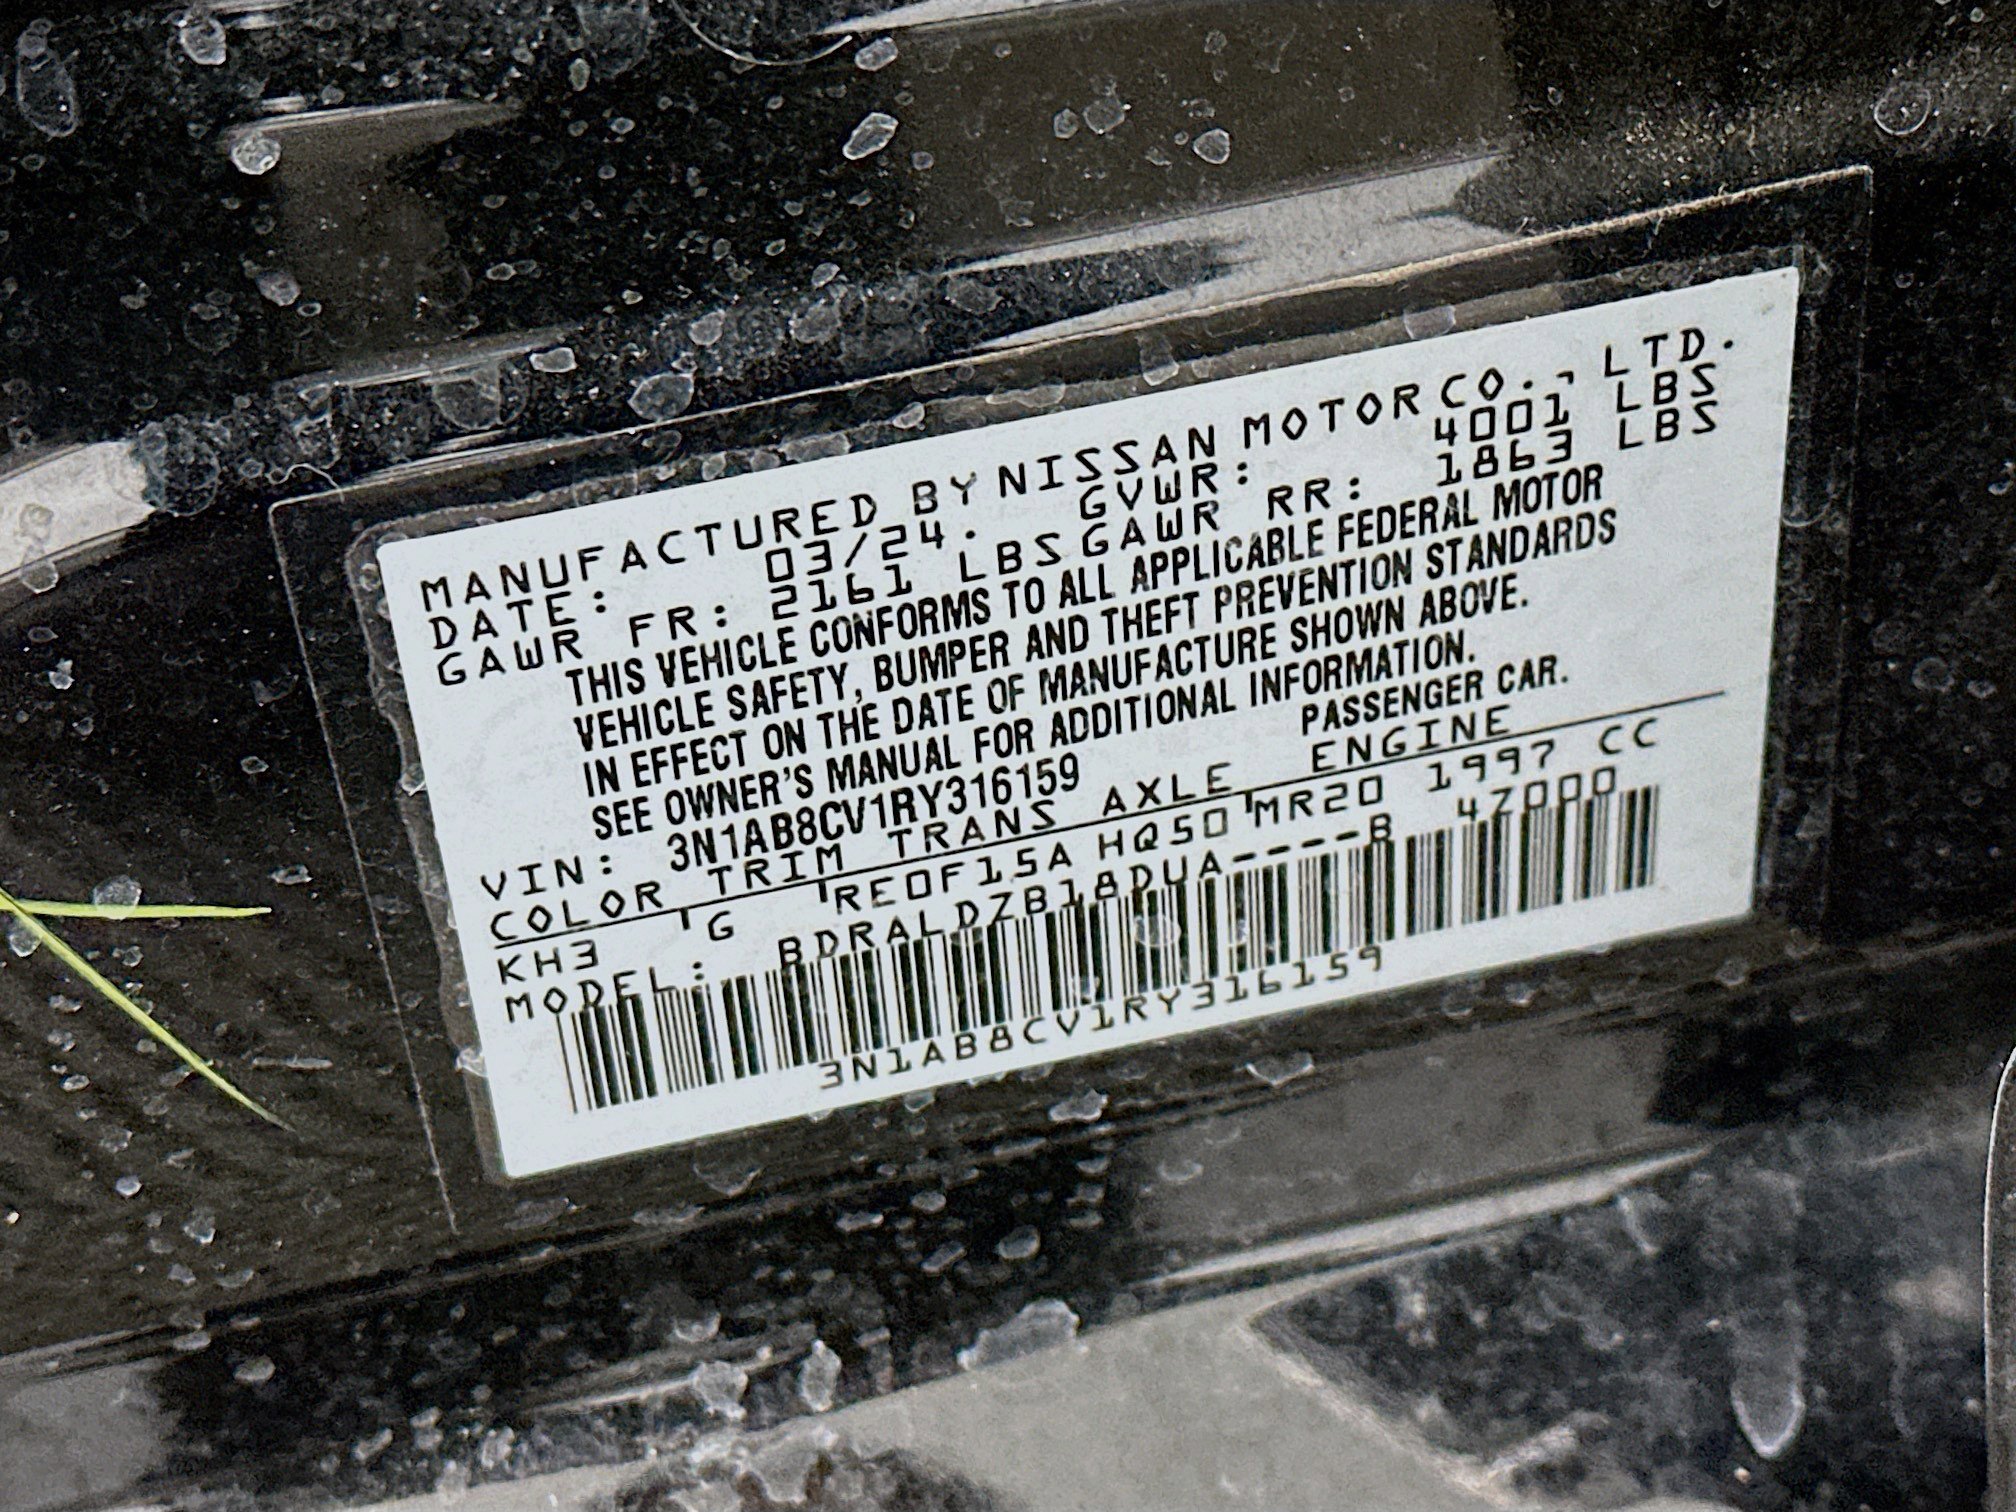 MANUFACTURED BY NISSAN MOTOR CO., LTD.
DATE: 03/24. GVWR: 4001 LBS
GAWR FR: 2161 LBS GAWR RR: 1863 LBS
THIS VEHICLE CONFORMS TO ALL APPLICABLE FEDERAL MOTOR
VEHICLE SAFETY, BUMPER AND THEFT PREVENTION STANDARDS
IN EFFECT ON THE DATE OF MANUFACTURE SHOWN ABOVE.
SEE OWNER'S MANUAL FOR ADDITIONAL INFORMATION.
VIN: 3N1AB8CV1RY316159 PASSENGER CAR.
COLOR TRIM TRANS AXLE ENGINE
KH3 G RE0F15A HQ50 MR20 1997 CC
MODEL: BDRALDZB18DUA----B 4Z000
3N1AB8CV1RY316159